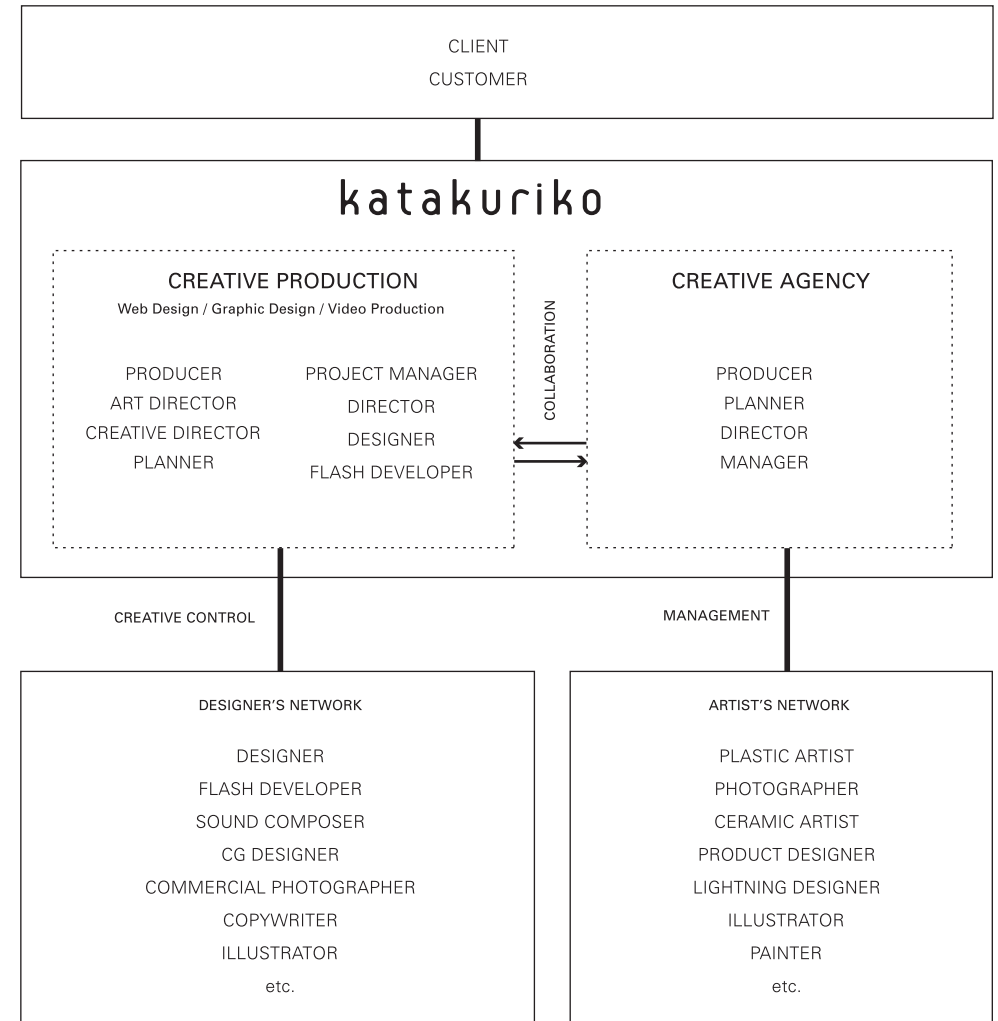 CLIENT
CUSTOMER
katakuriko
CREATIVE PRODUCTION
Web Design / Graphic Design / Video Production
PRODUCER
ART DIRECTOR
CREATIVE DIRECTOR
PLANNER
PROJECT MANAGER
DIRECTOR
DESIGNER
FLASH DEVELOPER
COLLABORATION
CREATIVE AGENCY
PRODUCER
PLANNER
DIRECTOR
MANAGER
CREATIVE CONTROL
MANAGEMENT
DESIGNER'S NETWORK
DESIGNER
FLASH DEVELOPER
SOUND COMPOSER
CG DESIGNER
COMMERCIAL PHOTOGRAPHER
COPYWRITER
ILLUSTRATOR
etc.
ARTIST'S NETWORK
PLASTIC ARTIST
PHOTOGRAPHER
CERAMIC ARTIST
PRODUCT DESIGNER
LIGHTNING DESIGNER
ILLUSTRATOR
PAINTER
etc.